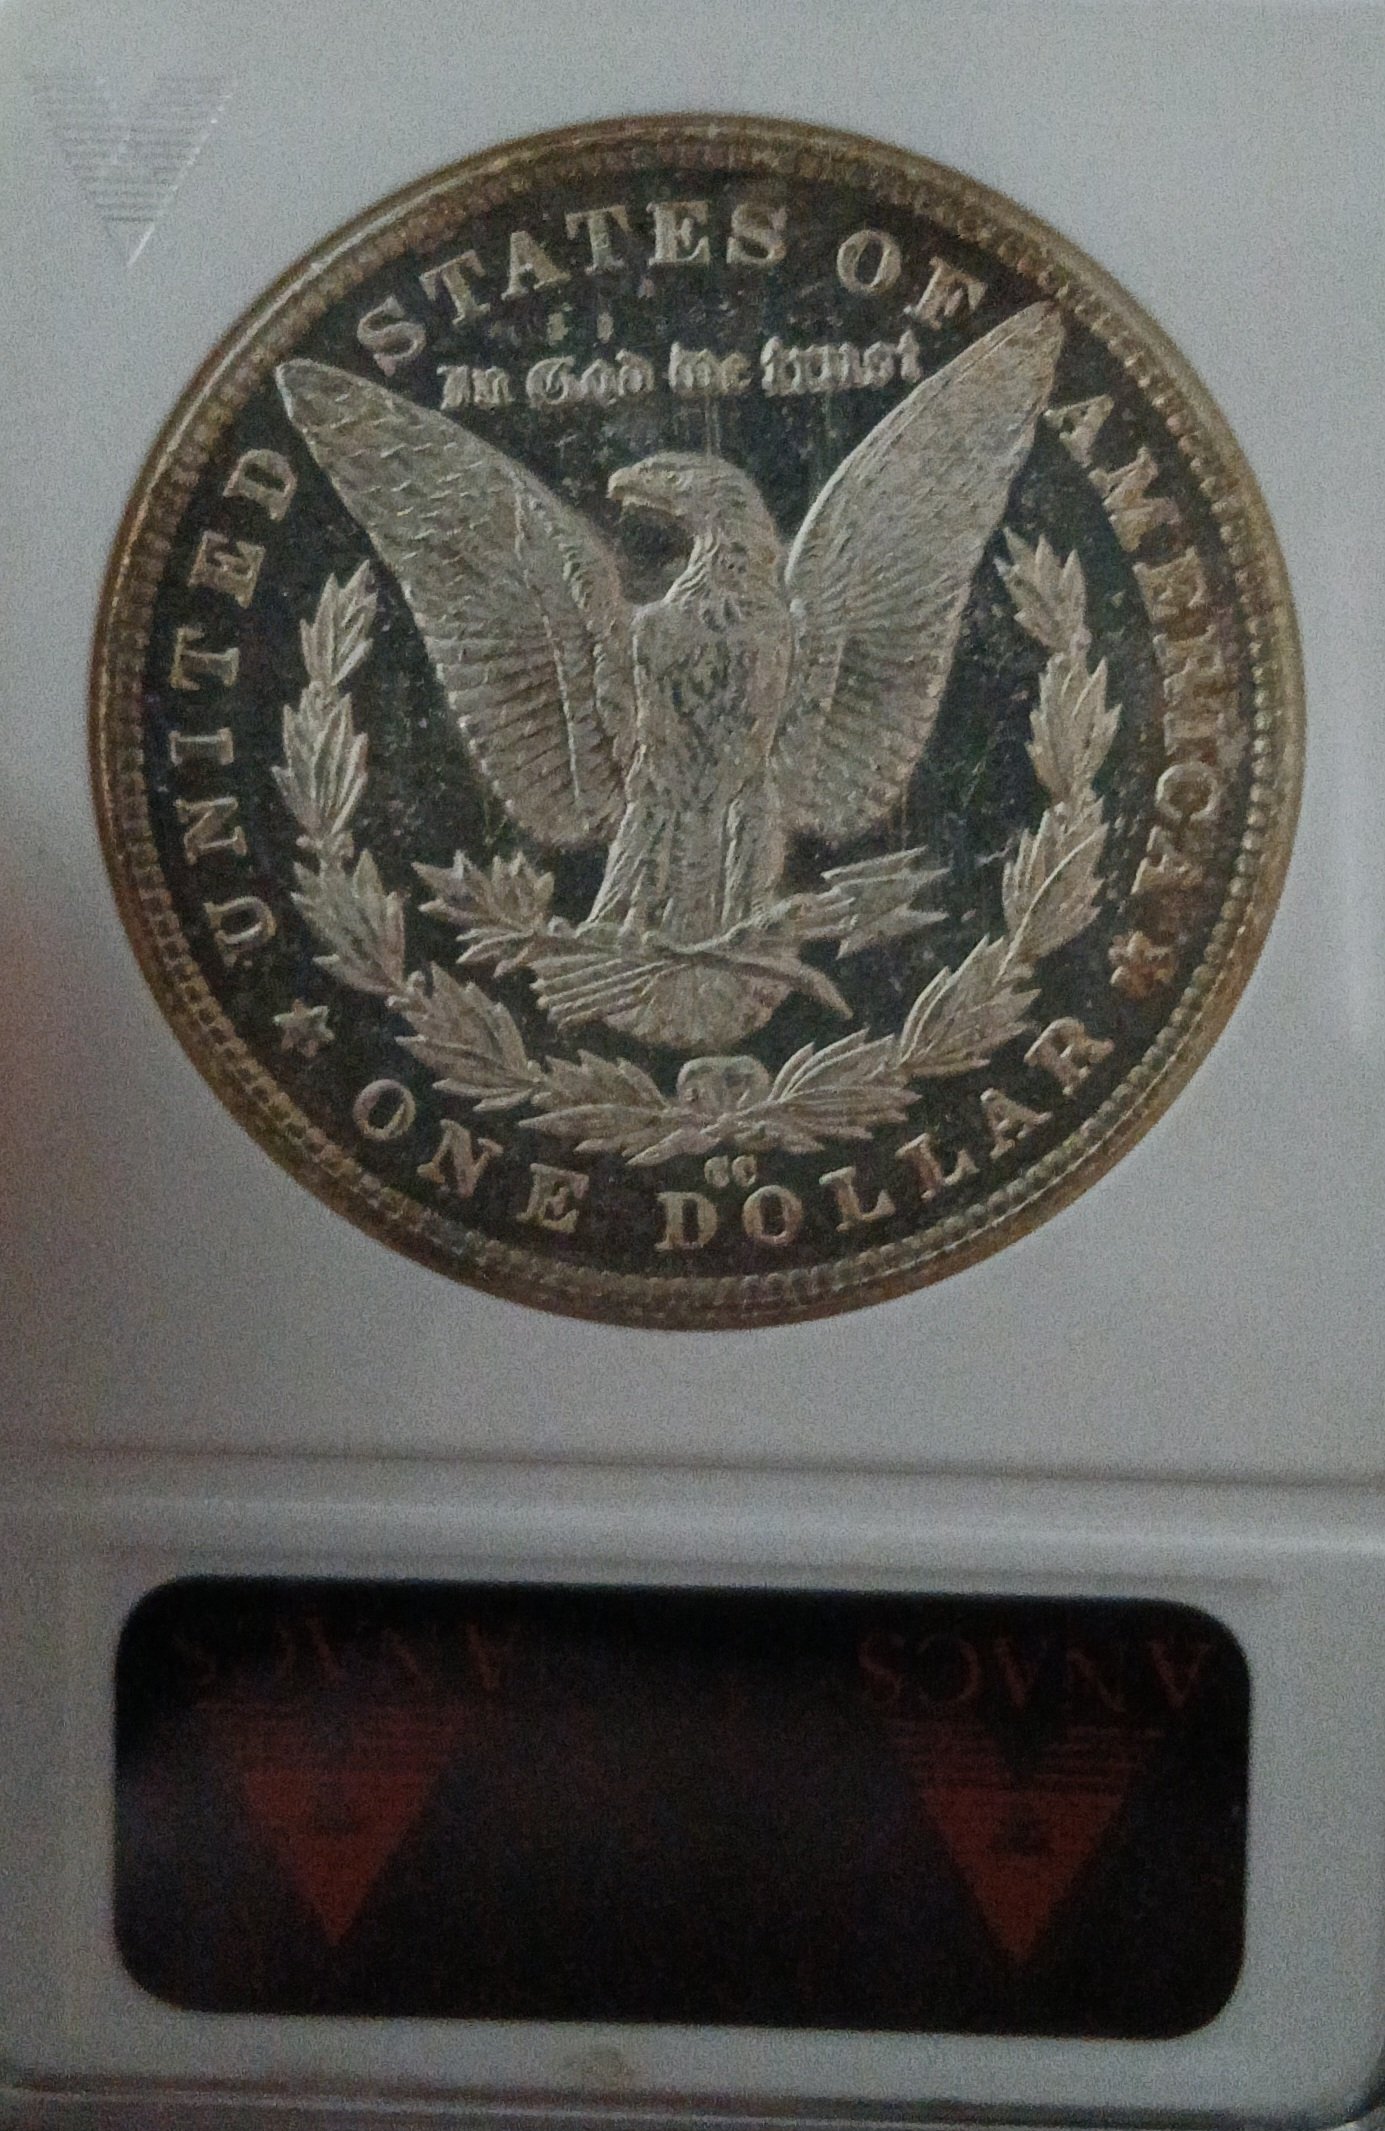 UNITED STATES OF AMERICA
In God we trust
ONE DOLLAR
CC
ANACS ANACS